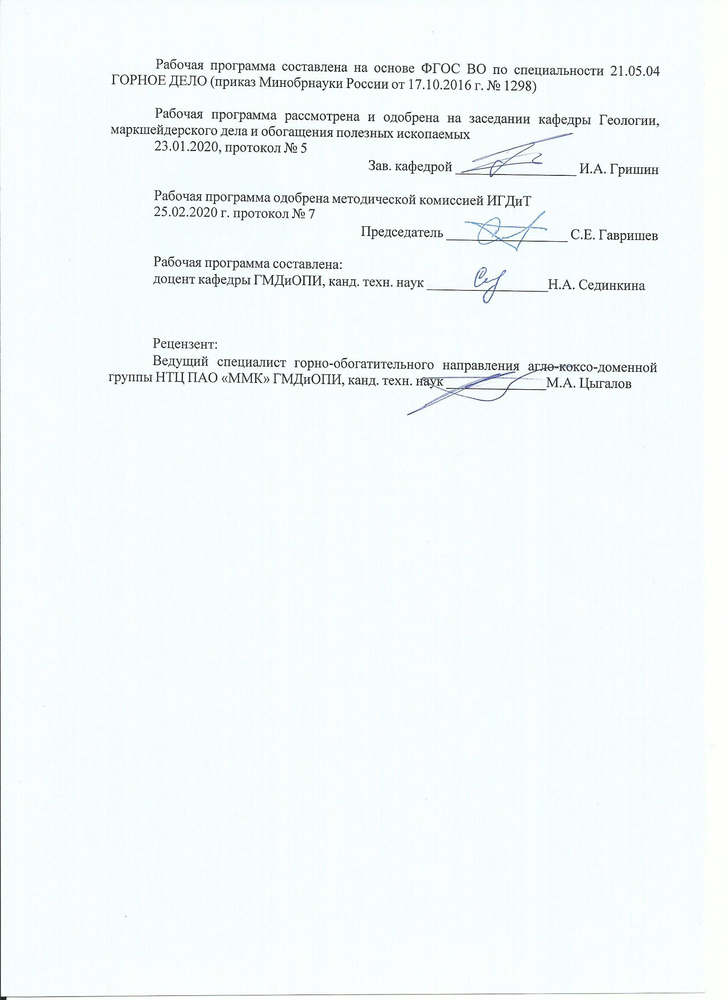 Рабочая программа составлена на основе ФГОС ВО по специальности 21.05.04
ГОРНОЕ ДЕЛО (приказ Минобрнауки России от 17.10.2016 г. № 1298)
Рабочая программа рассмотрена и одобрена на заседании кафедры Геологии,
маркшейдерского дела и обогащения полезных ископаемых
23.01.2020, протокол № 5
Зав. кафедрой И.А. Гришин
Рабочая программа одобрена методической комиссией ИГДиТ
25.02.2020 г. протокол № 7
Председатель С.Е. Гавришев
Рабочая программа составлена:
доцент кафедры ГМДиОПИ, канд. техн. наук Н.А. Сединкина
Рецензент:
Ведущий специалист горно-обогатительного направления агло-коксо-доменной
группы НТЦ ПАО «ММК» ГМДиОПИ, канд. техн. наук М.А. Цыгалов